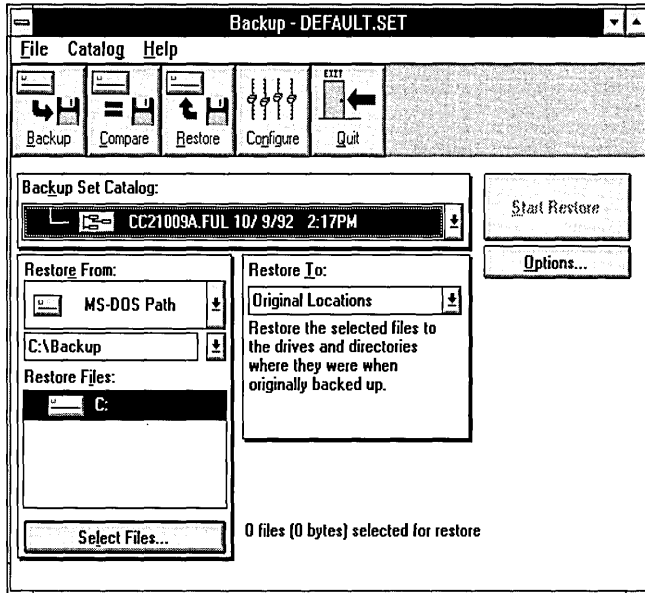 Backup - DEFAULT.SET
File Catalog Help
EXIT
Backup Compare Restore Configure Quit
Backup Set Catalog:
CC21009A.FUL 10/ 9/92 2:17PM
Start Restore
Options...
Restore From:
MS-DOS Path
C:\Backup
Restore Files:
C:
Select Files...
Restore To:
Original Locations
Restore the selected files to
the drives and directories
where they were when
originally backed up.
0 files (0 bytes) selected for restore